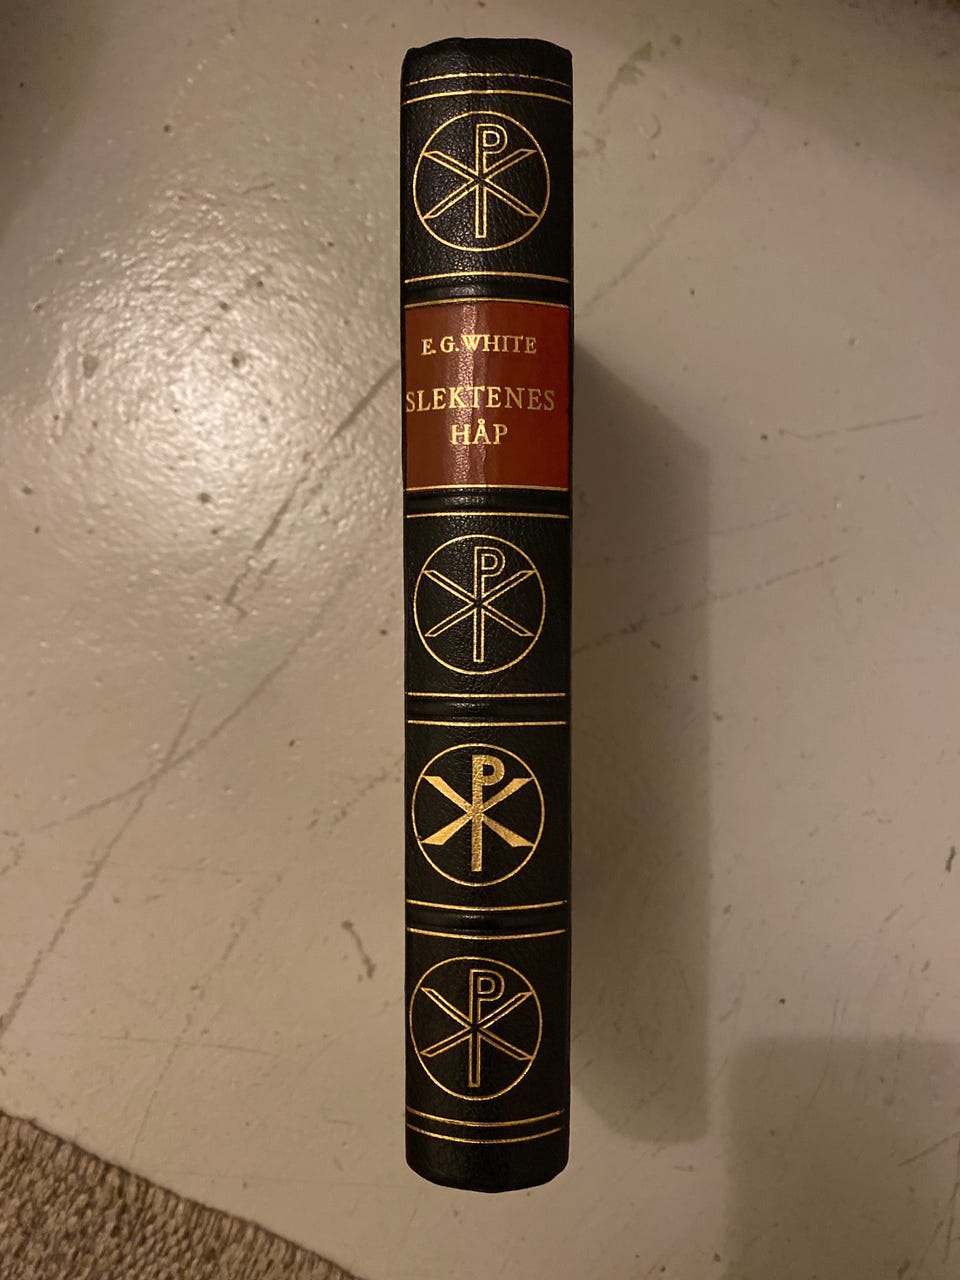 E. G. WHITE
SLEKTENES
HÅP